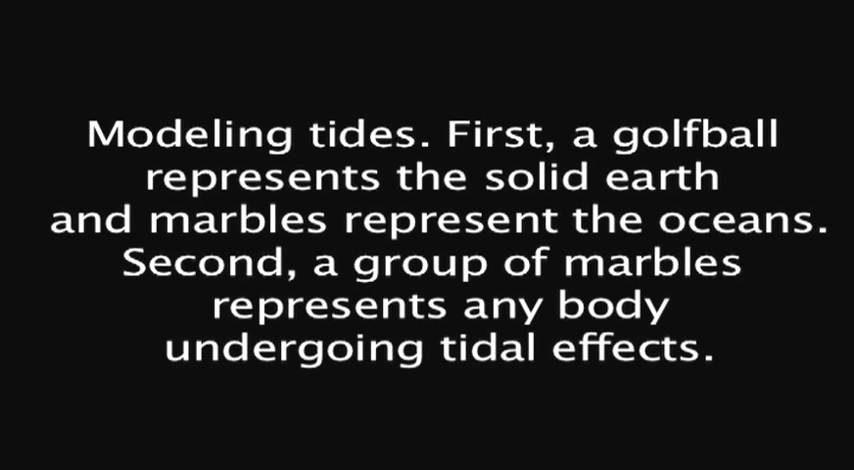 Modeling tides. First, a golfball
represents the solid earth
and marbles represent the oceans.
Second, a group of marbles
represents any body
undergoing tidal effects.